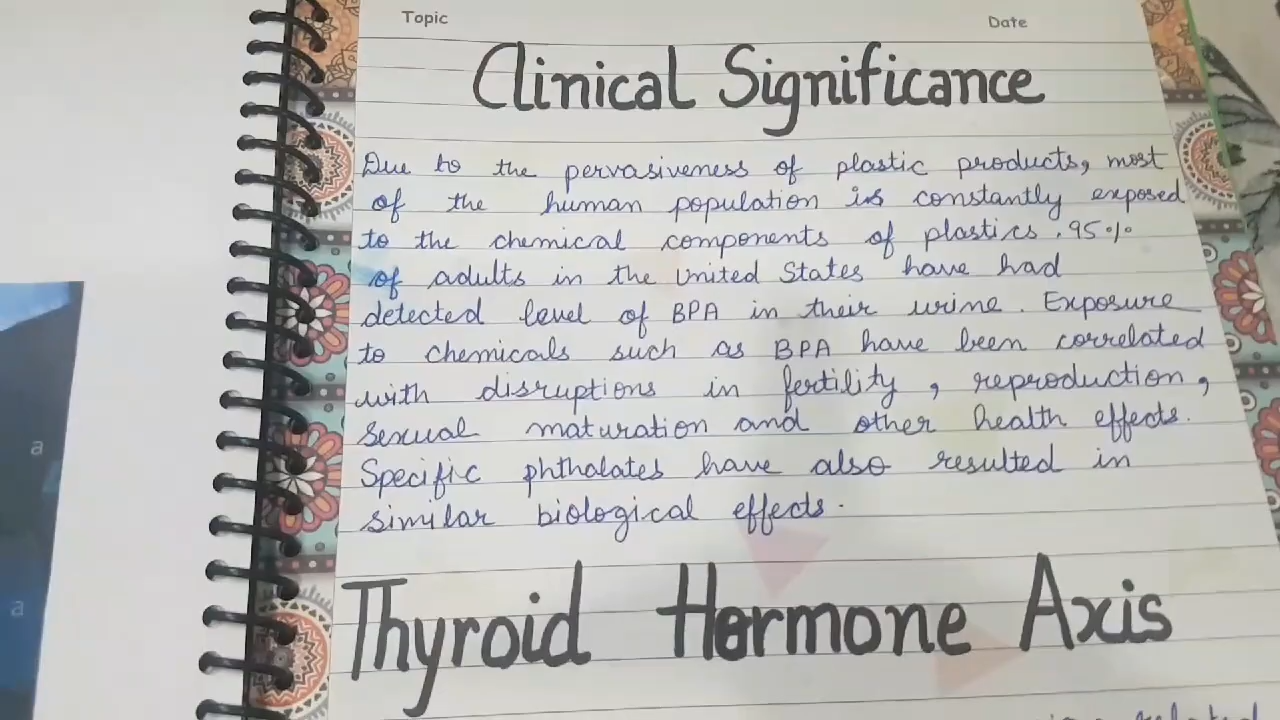 Topic Date
Clinical Significance
Due to the pervasiveness of plastic products, most
of the human population is constantly exposed
to the chemical components of plastics. 95%
of adults in the United States have had
detected level of BPA in their urine. Exposure
to chemicals such as BPA have been correlated
with disruptions in fertility, reproduction,
sexual maturation and other health effects.
Specific phthalates have also resulted in
similar biological effects.
Thyroid Hormone Axis
a
a